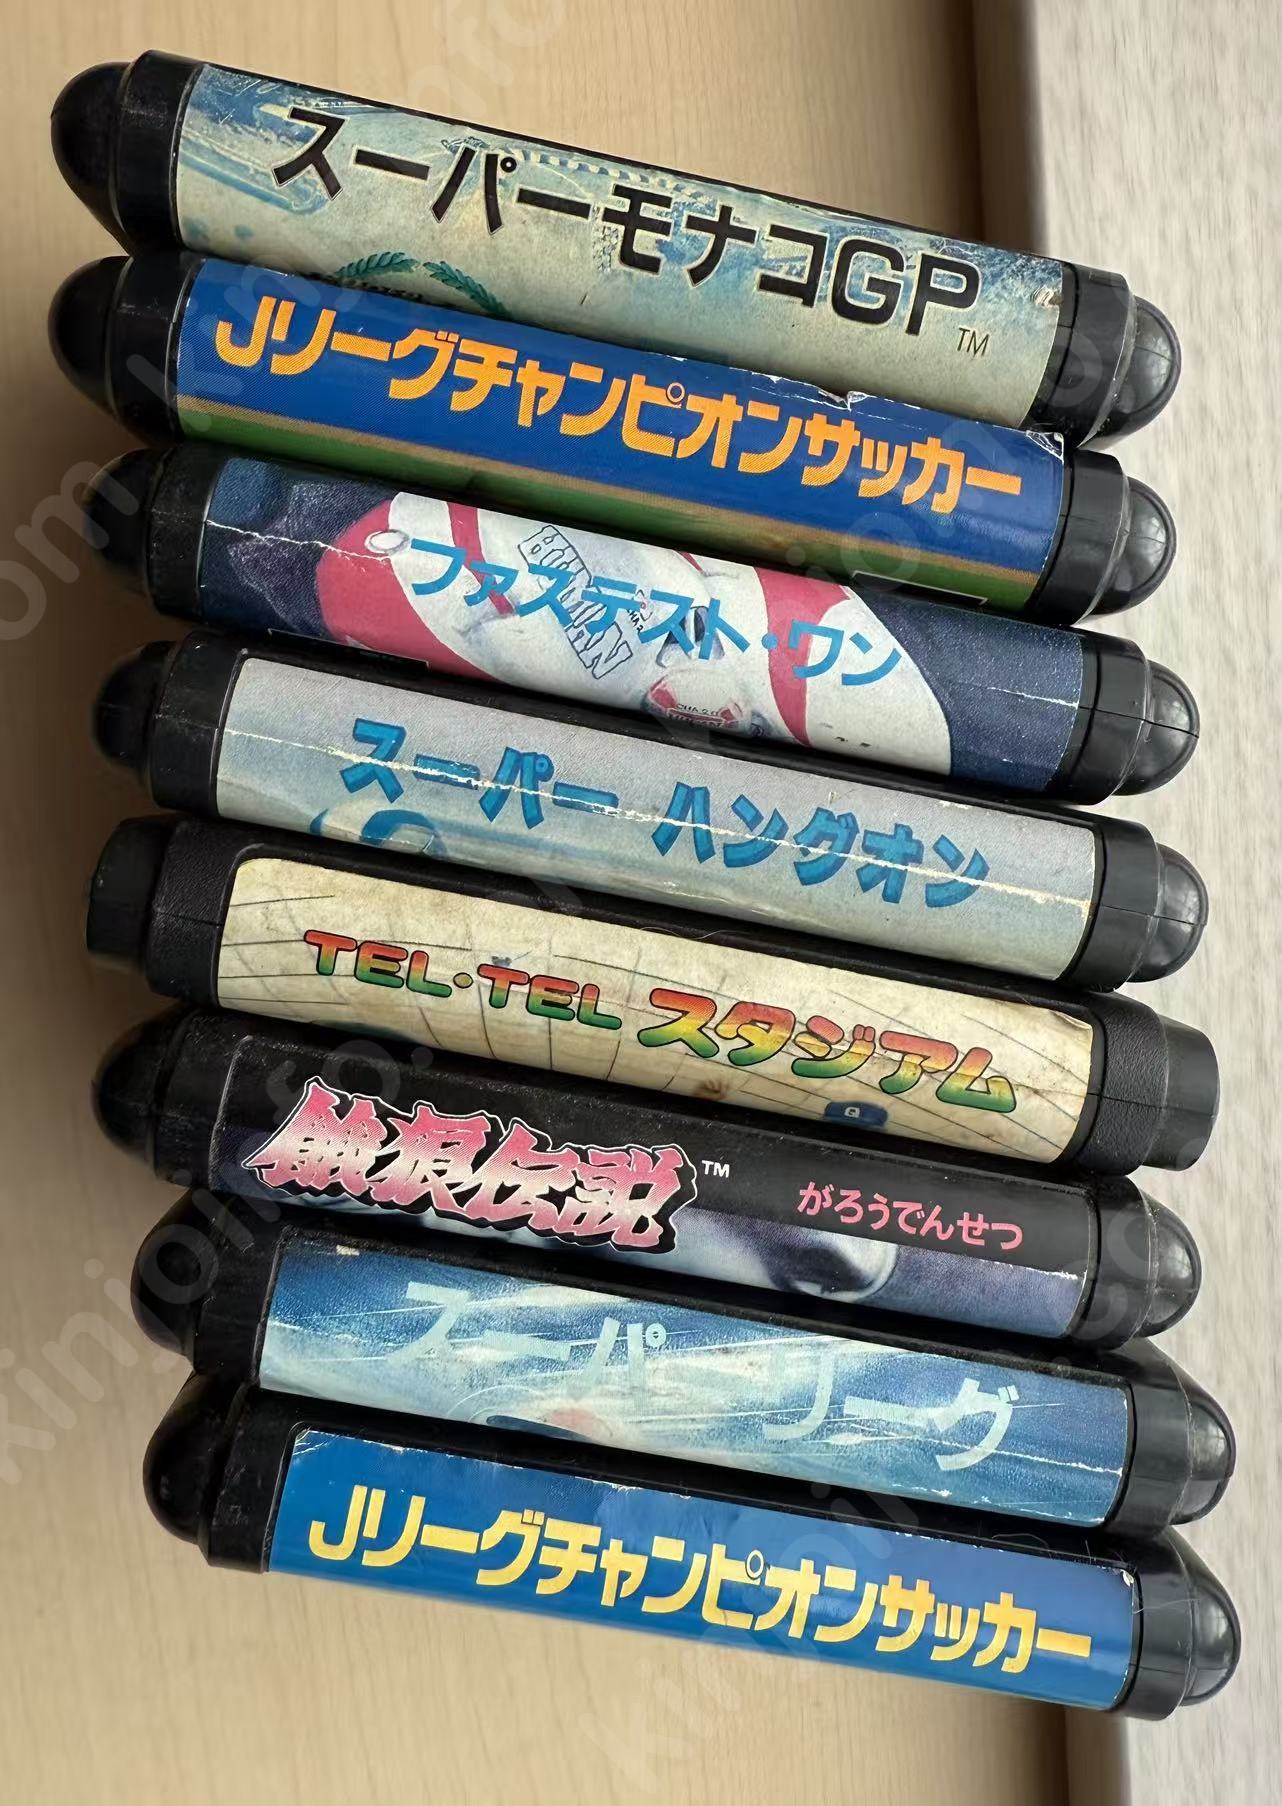 スーパーモナコGP TM
Jリーグチャンピオンサッカー
ファステスト・ワン
スーパー ハングオン
TEL・TEL スタジアム
餓狼伝説 TM がろうでんせつ
スーパーリーグ
Jリーグチャンピオンサッカー